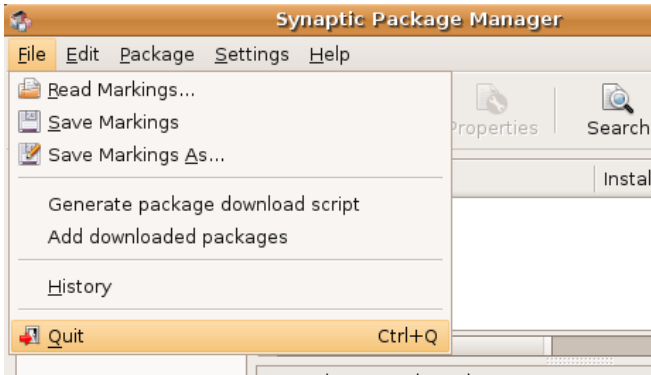 Synaptic Package Manager
File Edit Package Settings Help
Read Markings...
Save Markings
Save Markings As...
Generate package download script
Add downloaded packages
History
Quit Ctrl+Q
Properties Search
Instal